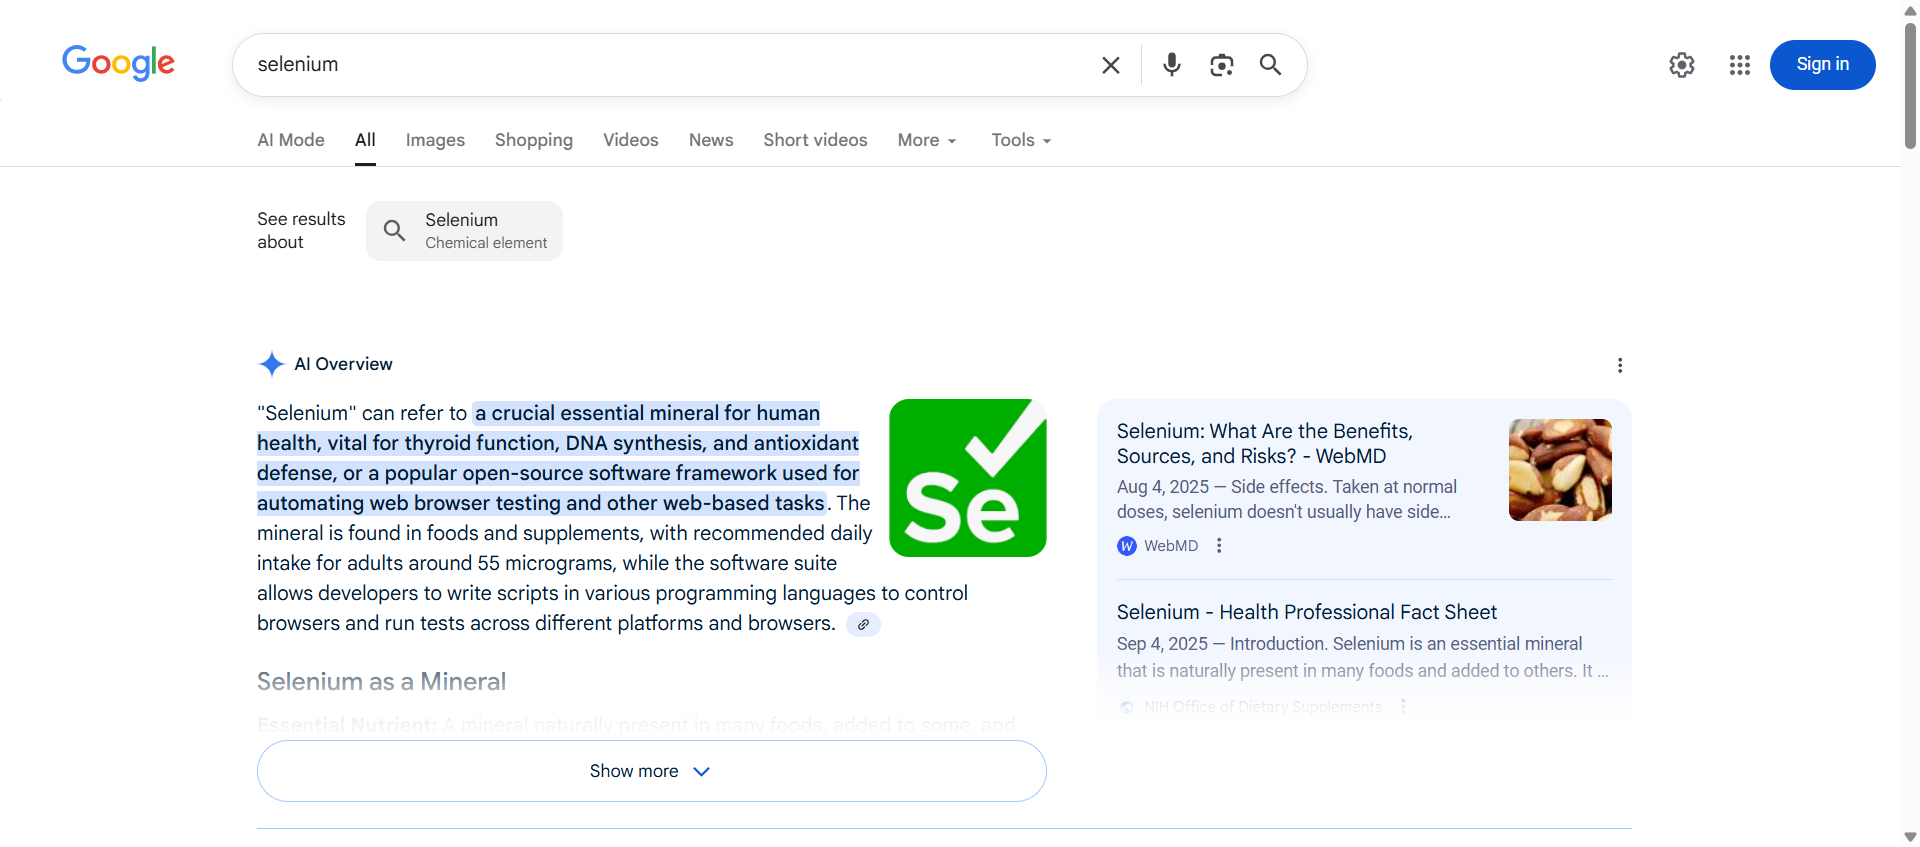 Google
selenium
Sign in
AI Mode
All
Images
Shopping
Videos
News
Short videos
More
Tools
See results
about
Selenium
Chemical element
AI Overview
"Selenium" can refer to a crucial essential mineral for human
health, vital for thyroid function, DNA synthesis, and antioxidant
defense, or a popular open-source software framework used for
automating web browser testing and other web-based tasks. The
mineral is found in foods and supplements, with recommended daily
intake for adults around 55 micrograms, while the software suite
allows developers to write scripts in various programming languages to control
browsers and run tests across different platforms and browsers.
Se
Selenium as a Mineral
Essential Nutrient: A mineral naturally present in many foods, added to some, and
Show more
Selenium: What Are the Benefits,
Sources, and Risks? - WebMD
Aug 4, 2025 — Side effects. Taken at normal
doses, selenium doesn't usually have side...
W WebMD
Selenium - Health Professional Fact Sheet
Sep 4, 2025 — Introduction. Selenium is an essential mineral
that is naturally present in many foods and added to others. It ...
NIH Office of Dietary Supplements